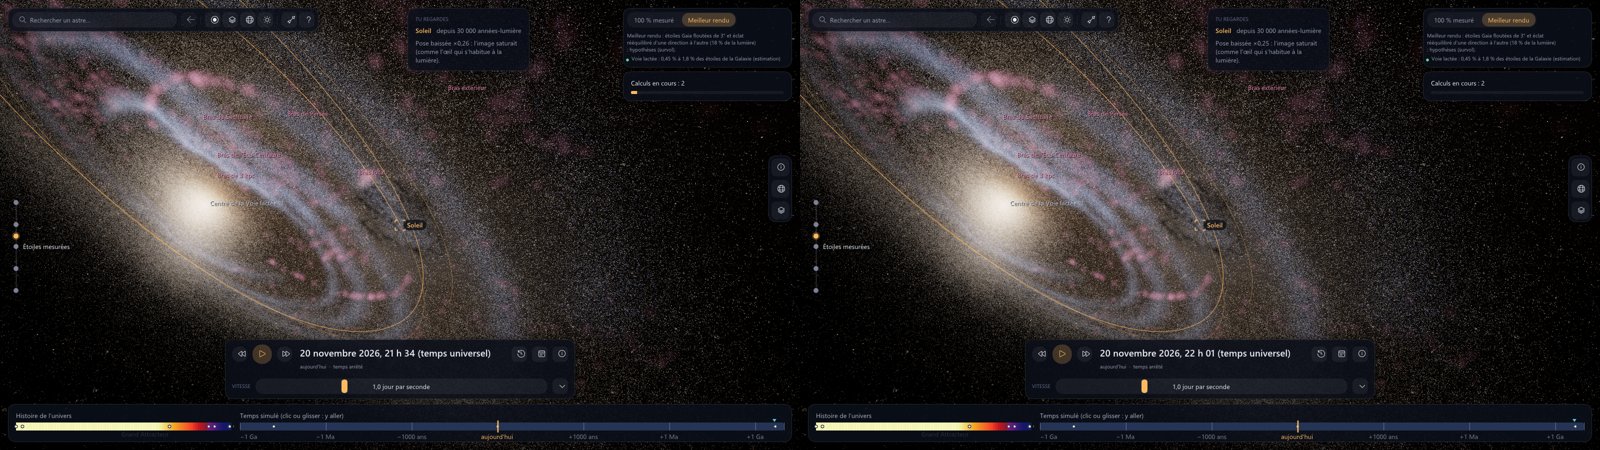 Rechercher un astre...
?
TU REGARDES
Soleil depuis 30 000 années-lumière
Pose baissée ×0,25 : l'image saturait
(comme l'œil qui s'habitue à la
lumière).
100 % mesuré
Meilleur rendu
Meilleur rendu : étoiles Gaia floutées de 3° et éclat
rééquilibré d'une direction à l'autre (18 % de la lumière)
: hypothèses (survol).
Voie lactée : 0,45 % à 1,8 % des étoiles de la Galaxie (estimation)
Calculs en cours : 2
Bras extérieur
Bras de 3 kpc
Centre de la Voie lactée
Soleil
Étoiles mesurées
20 novembre 2026, 21 h 34 (temps universel)
aujourd'hui · temps arrêté
VITESSE
1,0 jour par seconde
Histoire de l'univers
Temps simulé (clic ou glisser : y aller)
−1 Ga
−1 Ma
−1000 ans
aujourd'hui
+1000 ans
+1 Ma
+1 Ga
Rechercher un astre...
?
TU REGARDES
Soleil depuis 30 000 années-lumière
Pose baissée ×0,25 : l'image saturait
(comme l'œil qui s'habitue à la
lumière).
100 % mesuré
Meilleur rendu
Meilleur rendu : étoiles Gaia floutées de 3° et éclat
rééquilibré d'une direction à l'autre (18 % de la lumière)
: hypothèses (survol).
Voie lactée : 0,45 % à 1,8 % des étoiles de la Galaxie (estimation)
Calculs en cours : 2
Bras extérieur
Bras de 3 kpc
Centre de la Voie lactée
Soleil
Étoiles mesurées
20 novembre 2026, 22 h 01 (temps universel)
aujourd'hui · temps arrêté
VITESSE
1,0 jour par seconde
Histoire de l'univers
Temps simulé (clic ou glisser : y aller)
−1 Ga
−1 Ma
−1000 ans
aujourd'hui
+1000 ans
+1 Ma
+1 Ga